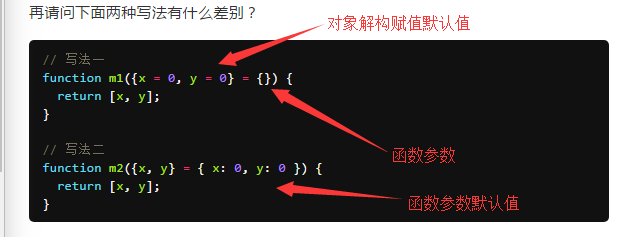 再请问下面两种写法有什么差别？
对象解构赋值默认值
// 写法一
function m1({x = 0, y = 0} = {}) {
return [x, y];
}
函数参数
// 写法二
function m2({x, y} = { x: 0, y: 0 }) {
return [x, y];
函数参数默认值
}